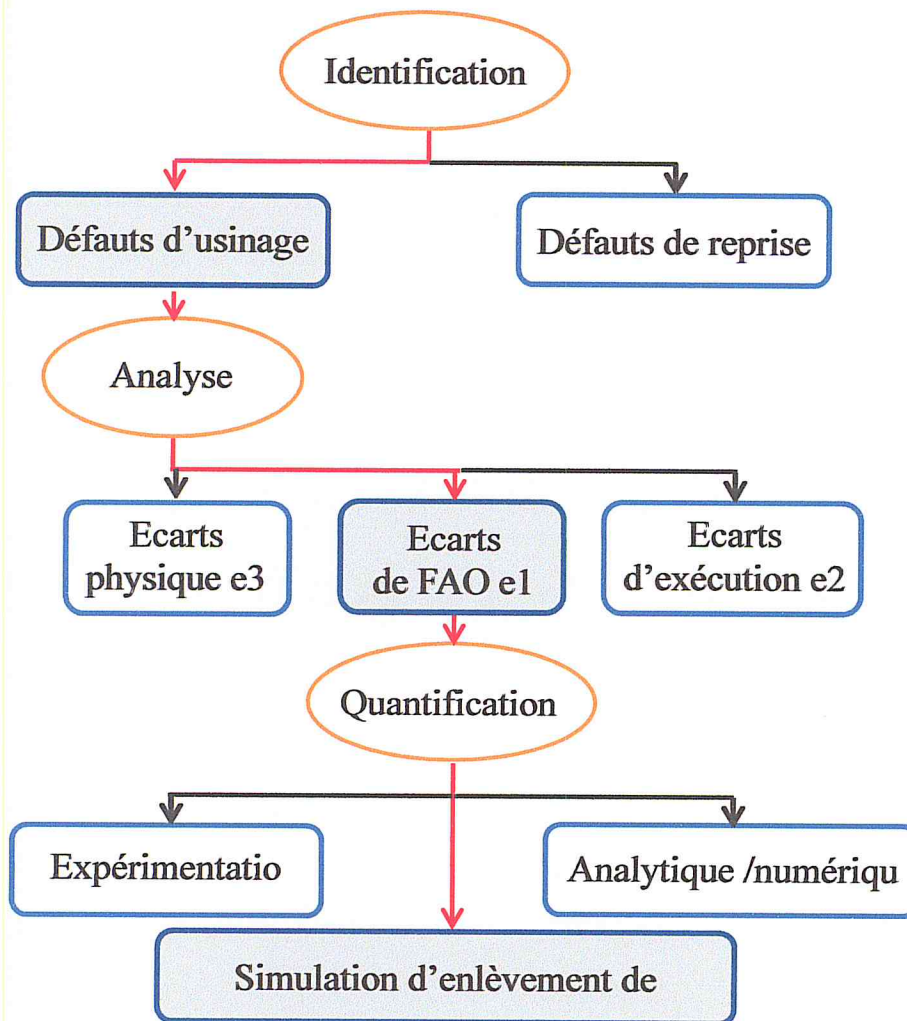 Identification
Défauts d'usinage
Défauts de reprise
Analyse
Ecarts
physique e3
Ecarts
de FAO e1
Ecarts
d'exécution e2
Quantification
Expérimentatio
Analytique /numériqu
Simulation d'enlèvement de